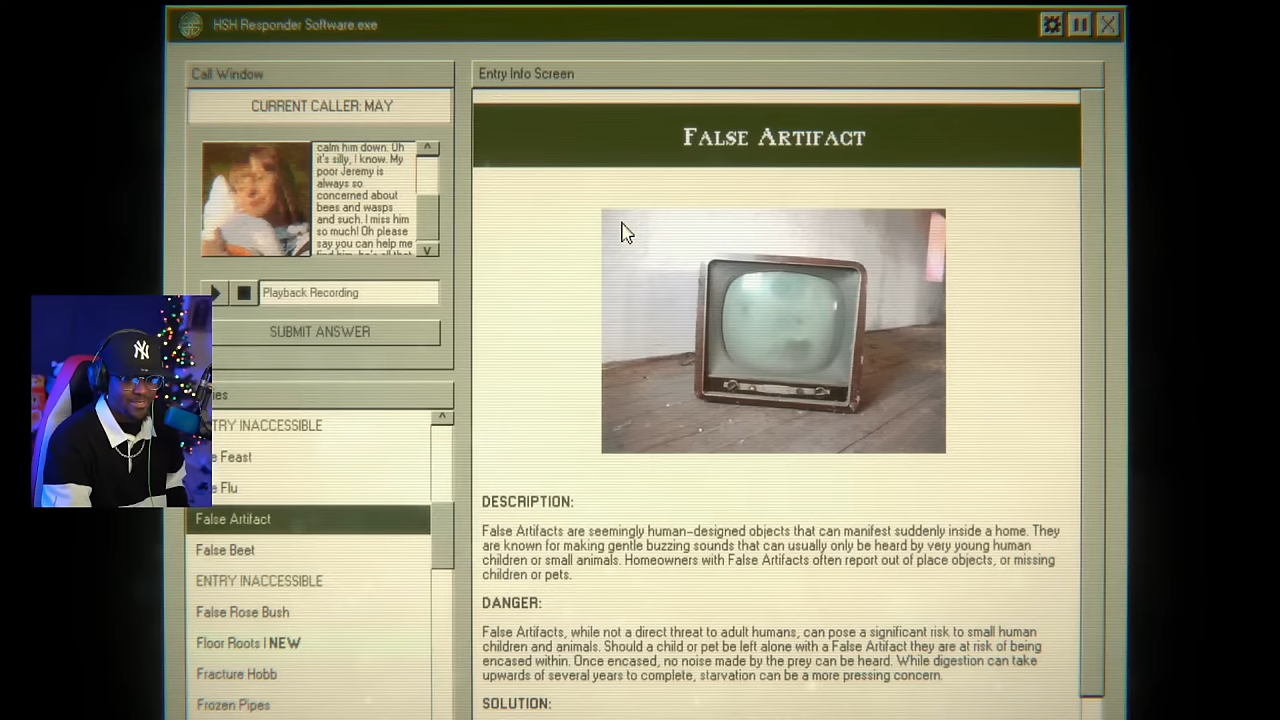 HSH Responder Software.exe
Call Window
CURRENT CALLER: MAY
calm him down. Oh
it's silly, I know. My
poor Jeremy is
always so
concerned about
bees and wasps
and such. I miss him
so much! Oh please
say you can help me
Playback Recording
SUBMIT ANSWER
ENTRY INACCESSIBLE
Feast
Flu
False Artifact
False Beet
ENTRY INACCESSIBLE
False Rose Bush
Floor Roots | NEW
Fracture Hobb
Frozen Pipes
Entry Info Screen
FALSE ARTIFACT
DESCRIPTION:
False Artifacts are seemingly human-designed objects that can manifest suddenly inside a home. They
are known for making gentle buzzing sounds that can usually only be heard by very young human
children or small animals. Homeowners with False Artifacts often report out of place objects, or missing
children or pets.
DANGER:
False Artifacts, while not a direct threat to adult humans, can pose a significant risk to small human
children and animals. Should a child or pet be left alone with a False Artifact they are at risk of being
encased within. Once encased, no noise made by the prey can be heard. While digestion can take
upwards of several years to complete, starvation can be a more pressing concern.
SOLUTION: